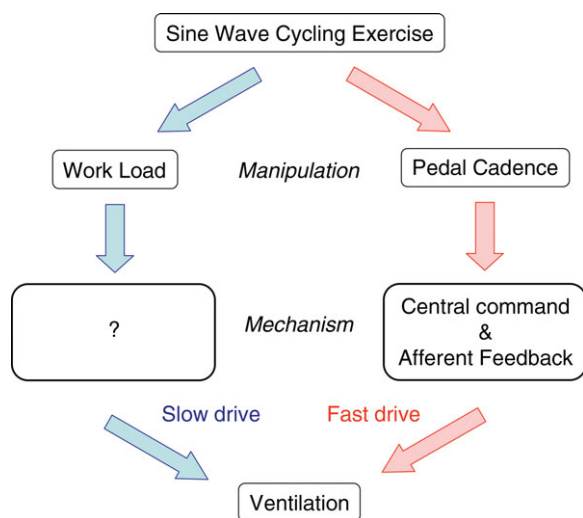 Sine Wave Cycling Exercise
Work Load
Manipulation
Pedal Cadence
?
Mechanism
Central command
&
Afferent Feedback
Slow drive
Fast drive
Ventilation